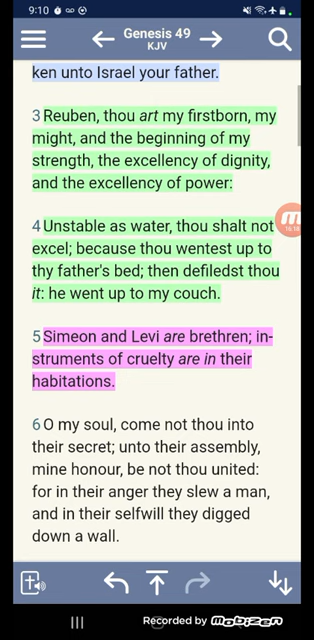 9:10
Genesis 49
KJV
ken unto Israel your father.
3 Reuben, thou art my firstborn, my
might, and the beginning of my
strength, the excellency of dignity,
and the excellency of power:
4 Unstable as water, thou shalt not
excel; because thou wentest up to
thy father's bed; then defiledst thou
it: he went up to my couch.
5 Simeon and Levi are brethren; in-
struments of cruelty are in their
habitations.
6 O my soul, come not thou into
their secret; unto their assembly,
mine honour, be not thou united:
for in their anger they slew a man,
and in their selfwill they digged
down a wall.
Recorded by mobizen